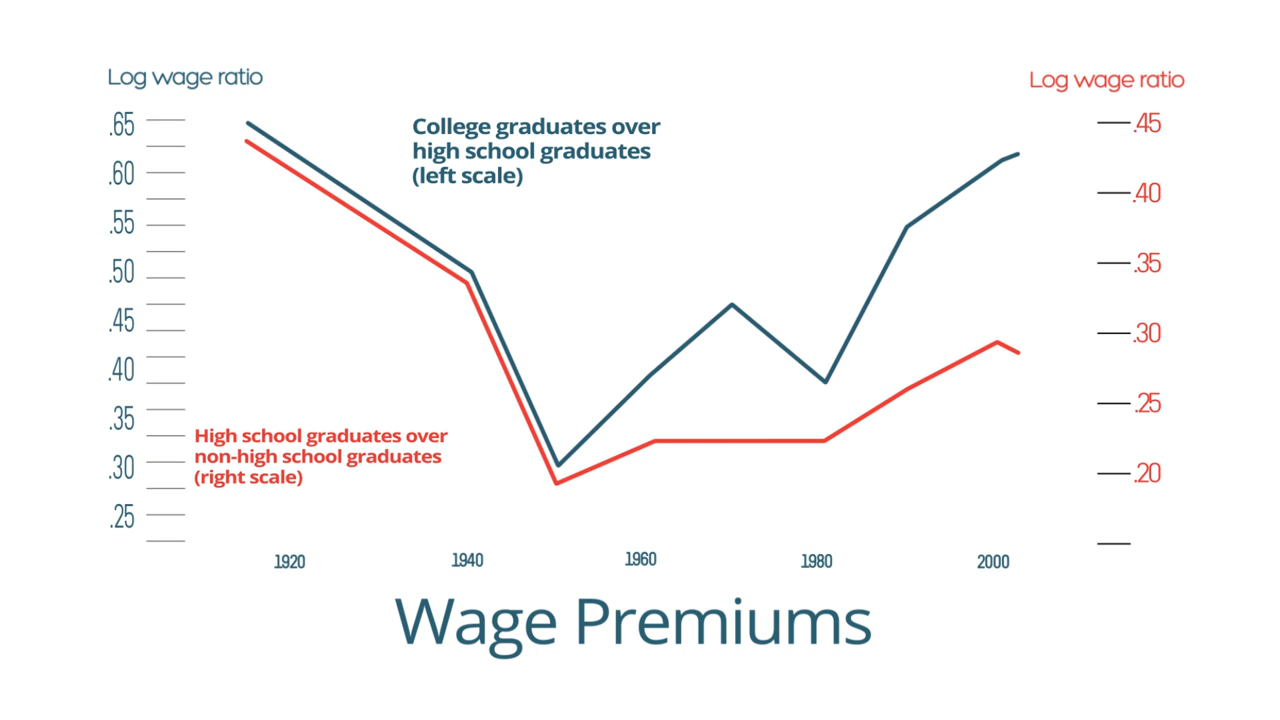 Log wage ratio
Log wage ratio
.65
.60
.55
.50
.45
.40
.35
.30
.25
College graduates over
high school graduates
(left scale)
High school graduates over
non-high school graduates
(right scale)
.45
.40
.35
.30
.25
.20
1920
1940
1960
1980
2000
Wage Premiums